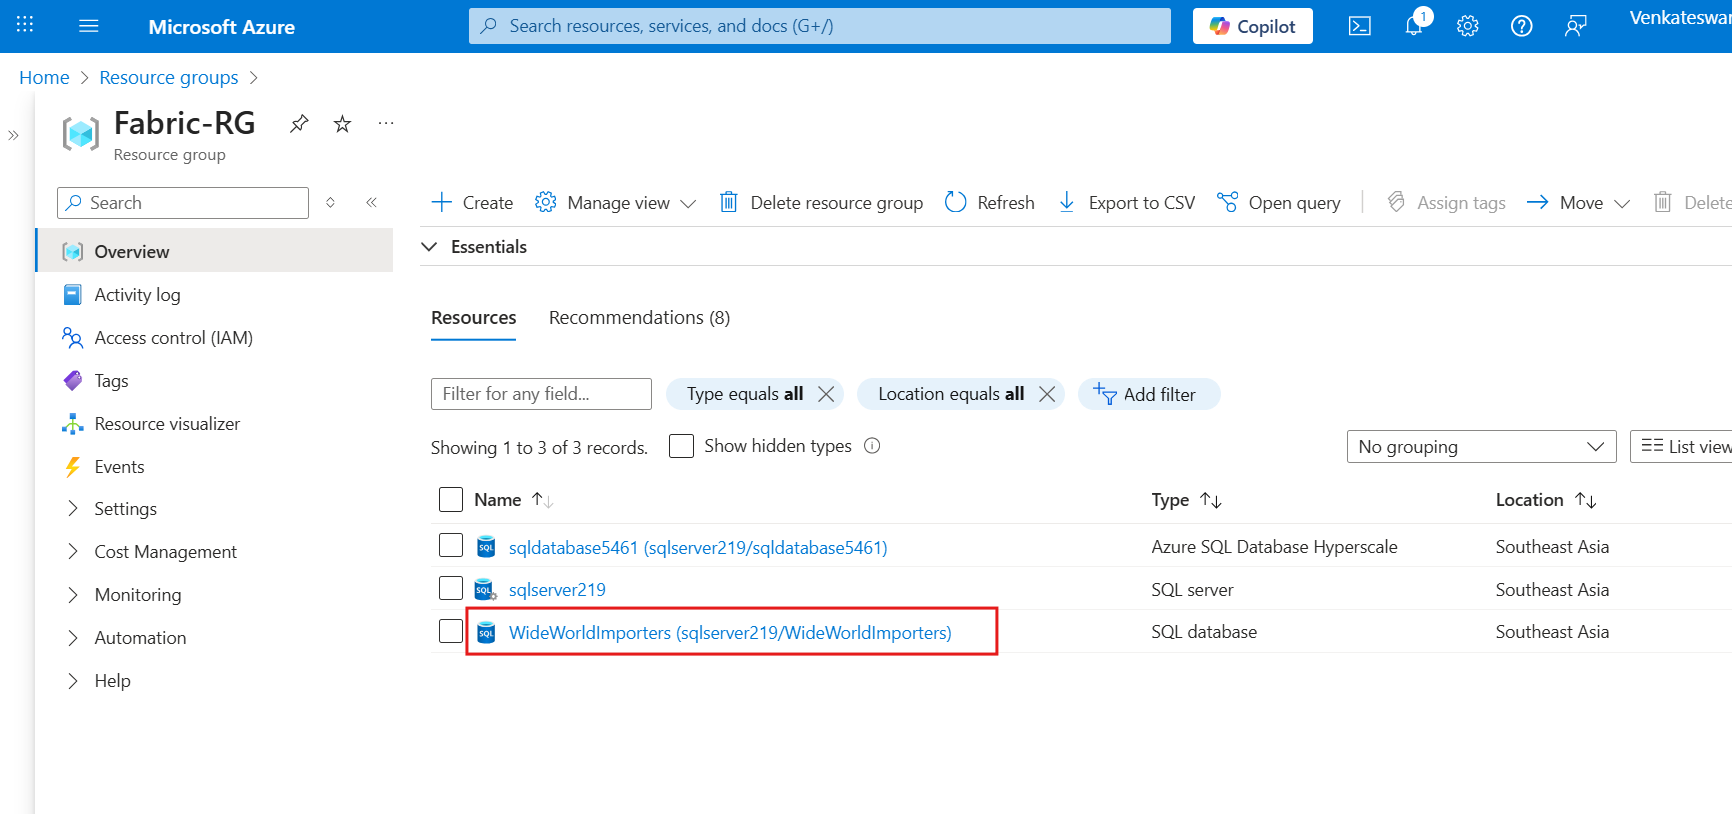 Microsoft Azure
Search resources, services, and docs (G+/)
Copilot
1
Home > Resource groups >
Fabric-RG
Resource group
Search
Create
Manage view
Delete resource group
Refresh
Export to CSV
Open query
Assign tags
Move
Delete
Essentials
Overview
Activity log
Access control (IAM)
Tags
Resource visualizer
Events
Settings
Cost Management
Monitoring
Automation
Help
Resources
Recommendations (8)
Filter for any field...
Type equals all
Location equals all
Add filter
Showing 1 to 3 of 3 records.
Show hidden types
No grouping
List view
Name
Type
Location
SQL sqldatabase5461 (sqlserver219/sqldatabase5461)
Azure SQL Database Hyperscale
Southeast Asia
SQL sqlserver219
SQL server
Southeast Asia
SQL WideWorldImporters (sqlserver219/WideWorldImporters)
SQL database
Southeast Asia